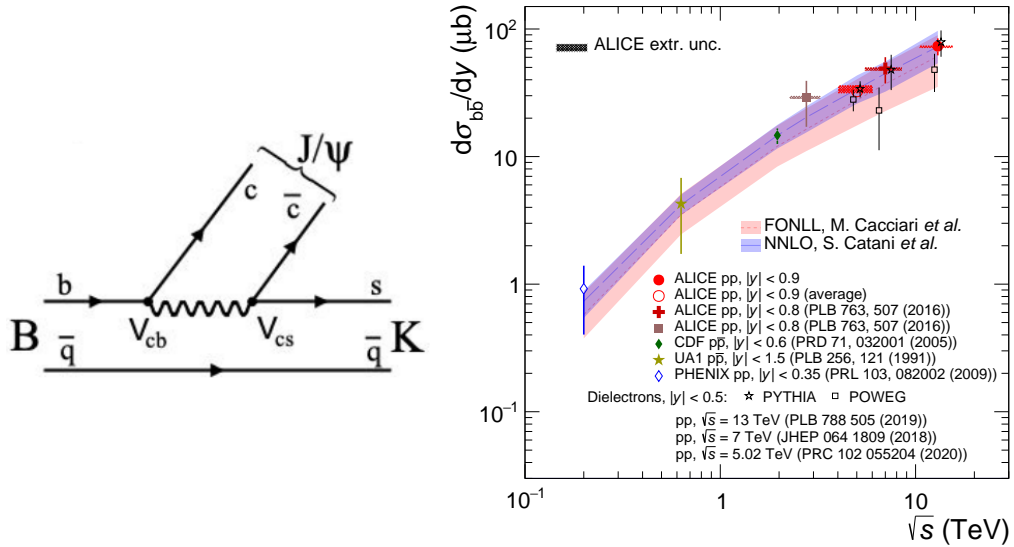 J/ψ
c
c̅
b
s
B
V_cb
V_cs
K
q̅
q̅
dσ_bb̅/dy (μb)
10²
10
1
10⁻¹
ALICE extr. unc.
FONLL, M. Cacciari et al.
NNLO, S. Catani et al.
ALICE pp, |y| < 0.9
ALICE pp, |y| < 0.9 (average)
ALICE pp, |y| < 0.8 (PLB 763, 507 (2016))
ALICE pp, |y| < 0.8 (PLB 763, 507 (2016))
CDF pp̅, |y| < 0.6 (PRD 71, 032001 (2005))
UA1 pp̅, |y| < 1.5 (PLB 256, 121 (1991))
PHENIX pp, |y| < 0.35 (PRL 103, 082002 (2009))
Dielectrons, |y| < 0.5: PYTHIA POWEG
pp, √s = 13 TeV (PLB 788 505 (2019))
pp, √s = 7 TeV (JHEP 064 1809 (2018))
pp, √s = 5.02 TeV (PRC 102 055204 (2020))
10⁻¹ 1 10
√s (TeV)